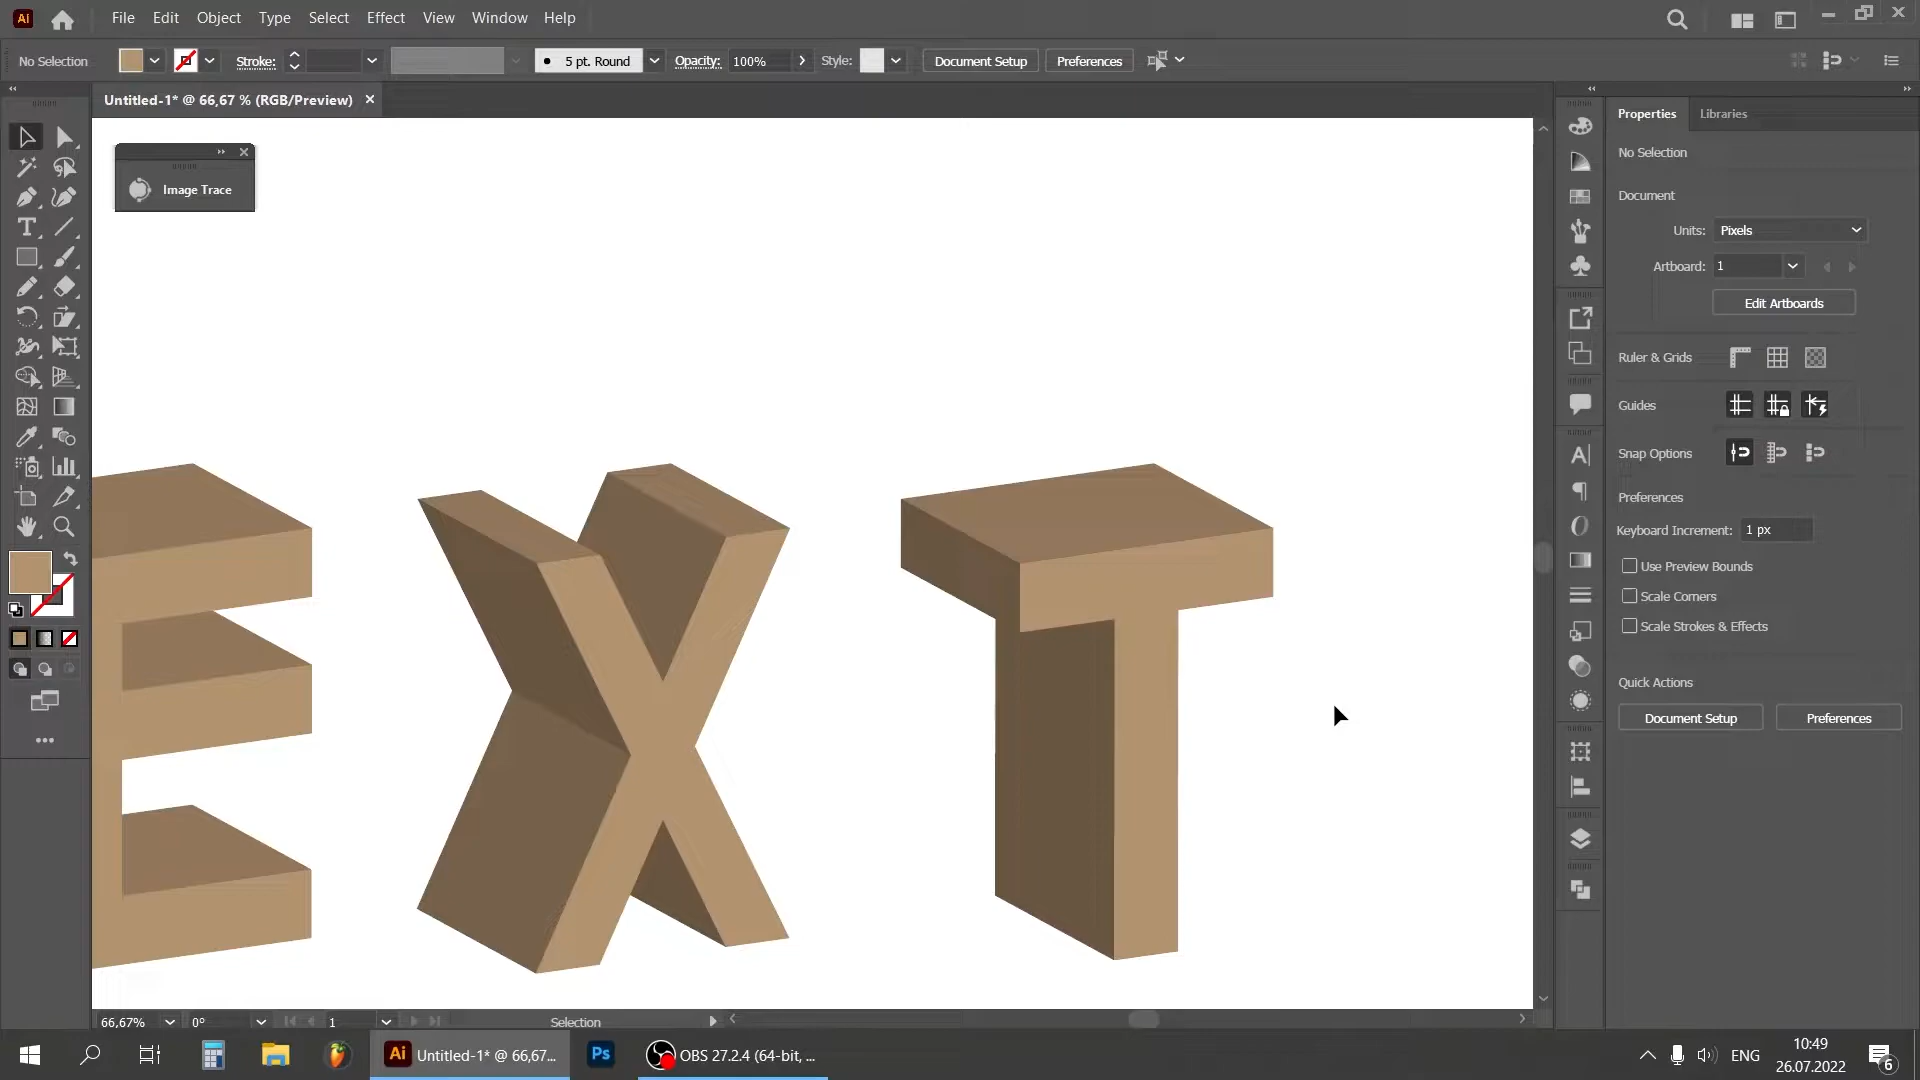 Ai File Edit Object Type Select Effect View Window Help
No Selection Stroke: 5 pt. Round Opacity: 100% Style: Document Setup Preferences
Untitled-1* @ 66,67 % (RGB/Preview)
Properties Libraries
Image Trace
No Selection
Document
Units: Pixels
Artboard: 1
Edit Artboards
Ruler & Grids
Guides
Snap Options
Preferences
Keyboard Increment: 1 px
Use Preview Bounds
Scale Corners
Scale Strokes & Effects
Quick Actions
Document Setup Preferences
EXT
66,67% 0° 1 Selection
Ai Untitled-1* @ 66,67... Ps OBS 27.2.4 (64-bit, ... ENG 10:49
26.07.2022 6